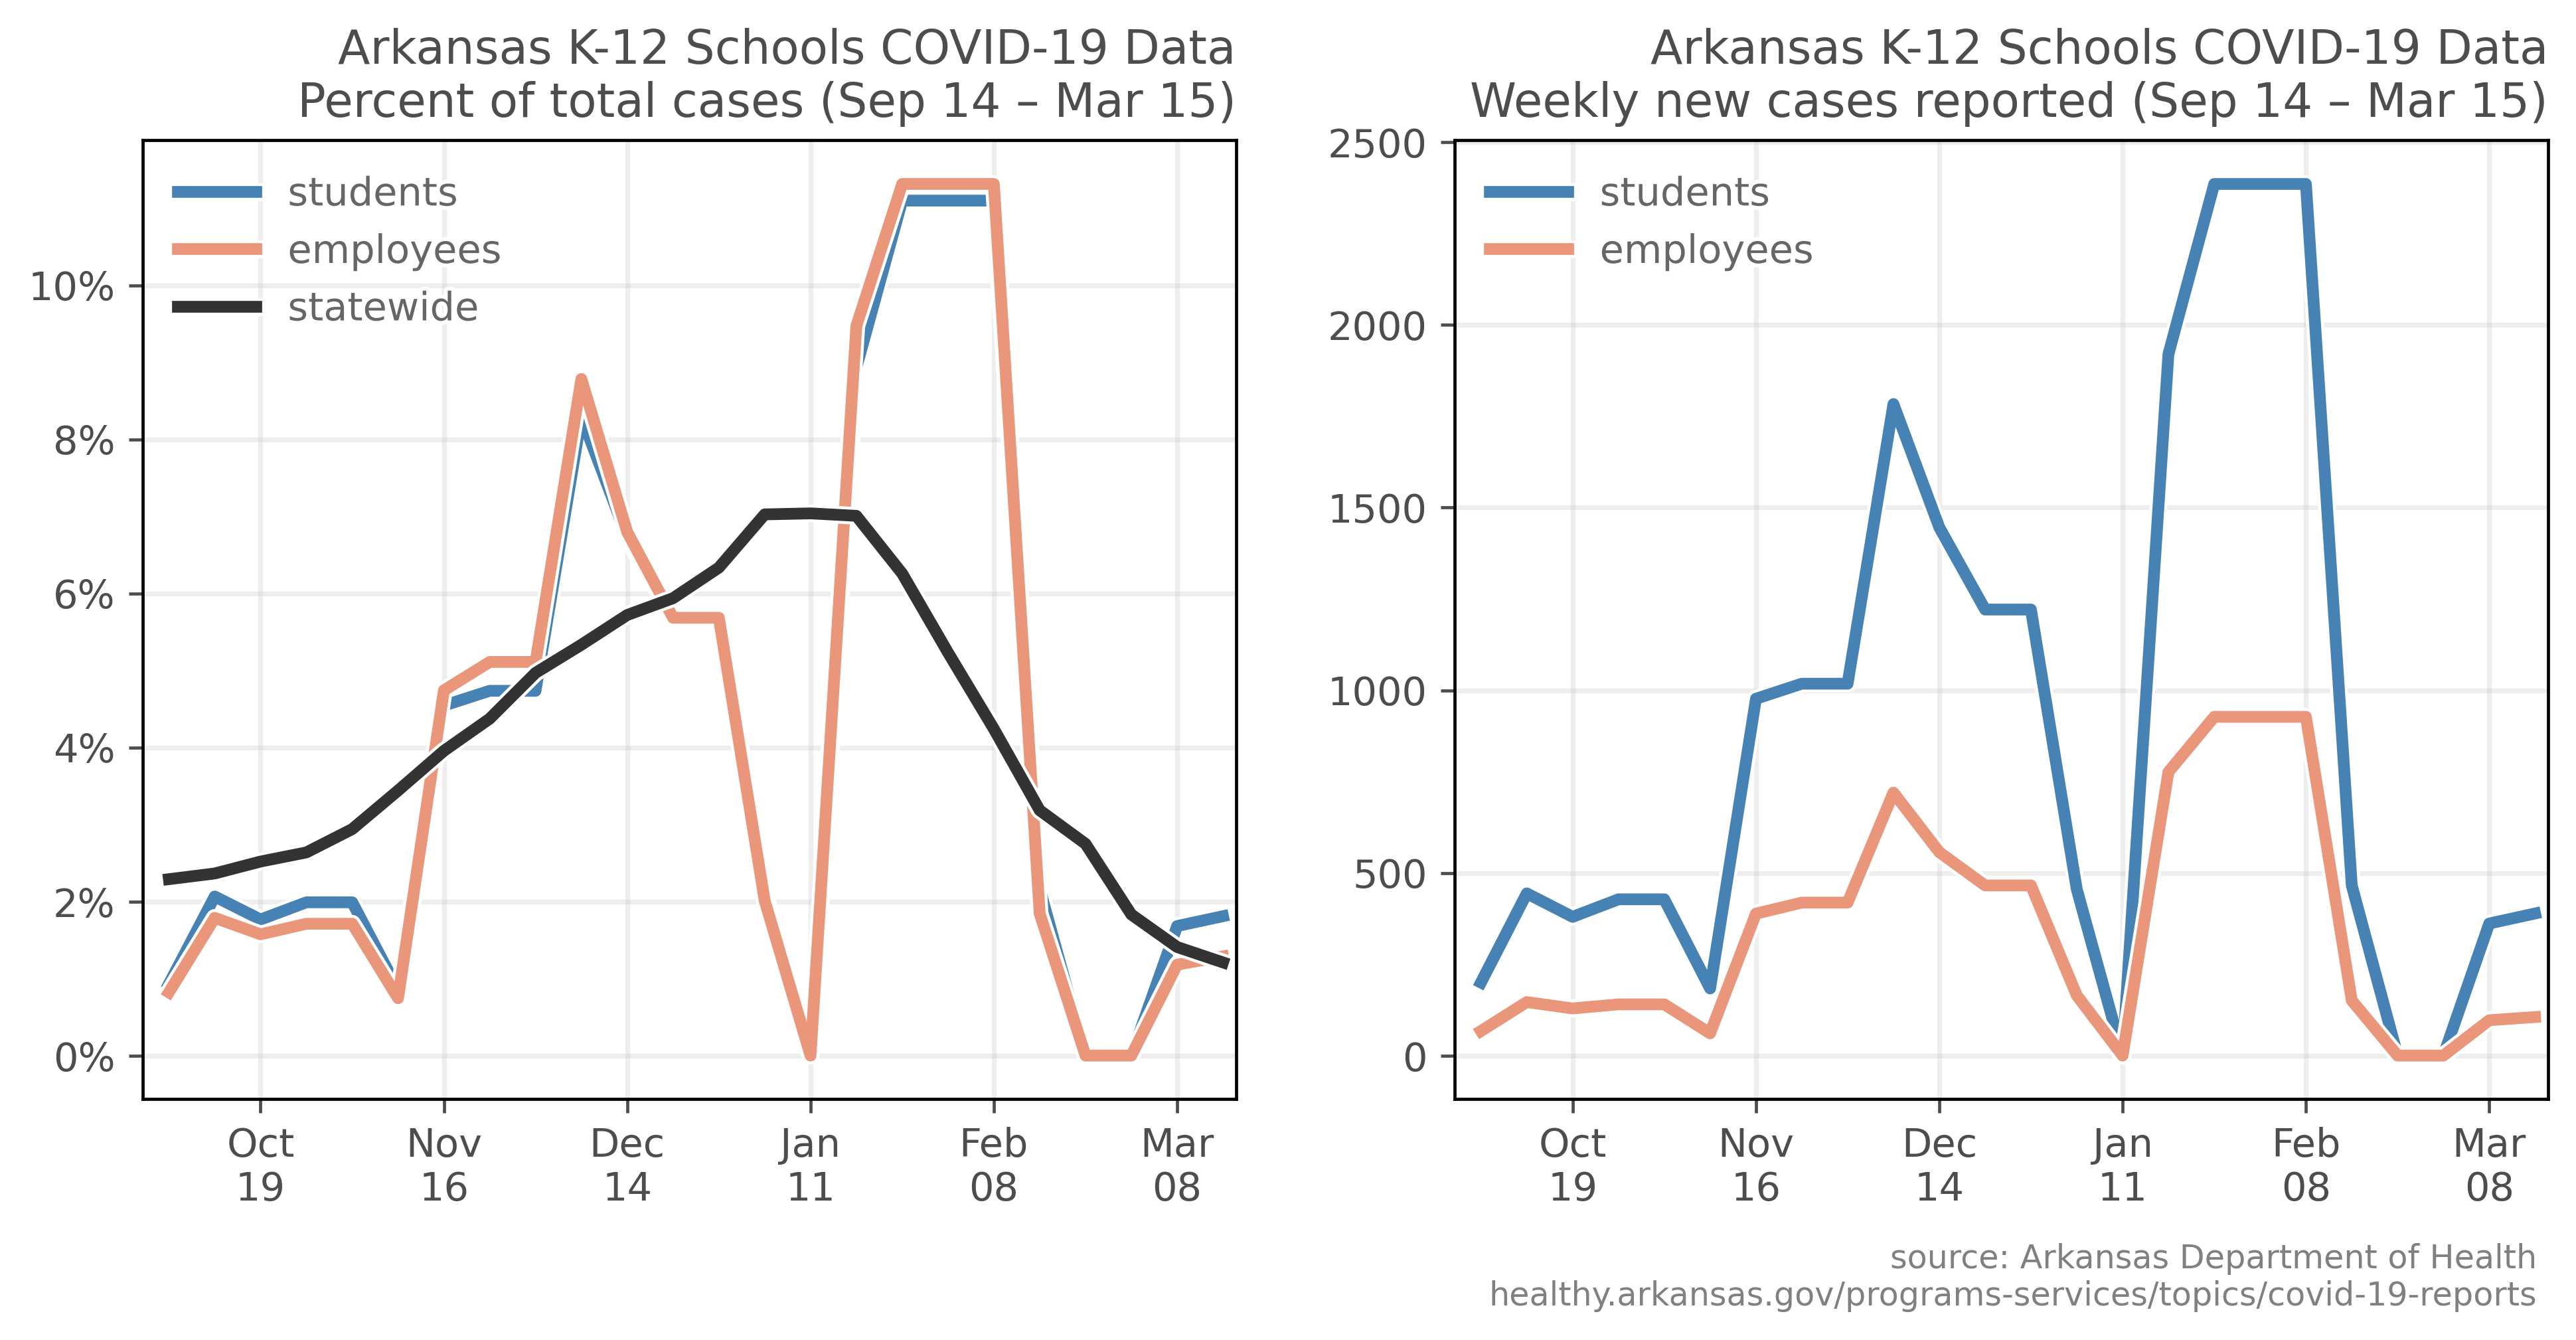 Arkansas K-12 Schools COVID-19 Data
Percent of total cases (Sep 14 – Mar 15)
students
employees
statewide
10%
8%
6%
4%
2%
0%
Oct
19
Nov
16
Dec
14
Jan
11
Feb
08
Mar
08
Arkansas K-12 Schools COVID-19 Data
Weekly new cases reported (Sep 14 – Mar 15)
2500
students
employees
2000
1500
1000
500
0
Oct
19
Nov
16
Dec
14
Jan
11
Feb
08
Mar
08
source: Arkansas Department of Health
healthy.arkansas.gov/programs-services/topics/covid-19-reports